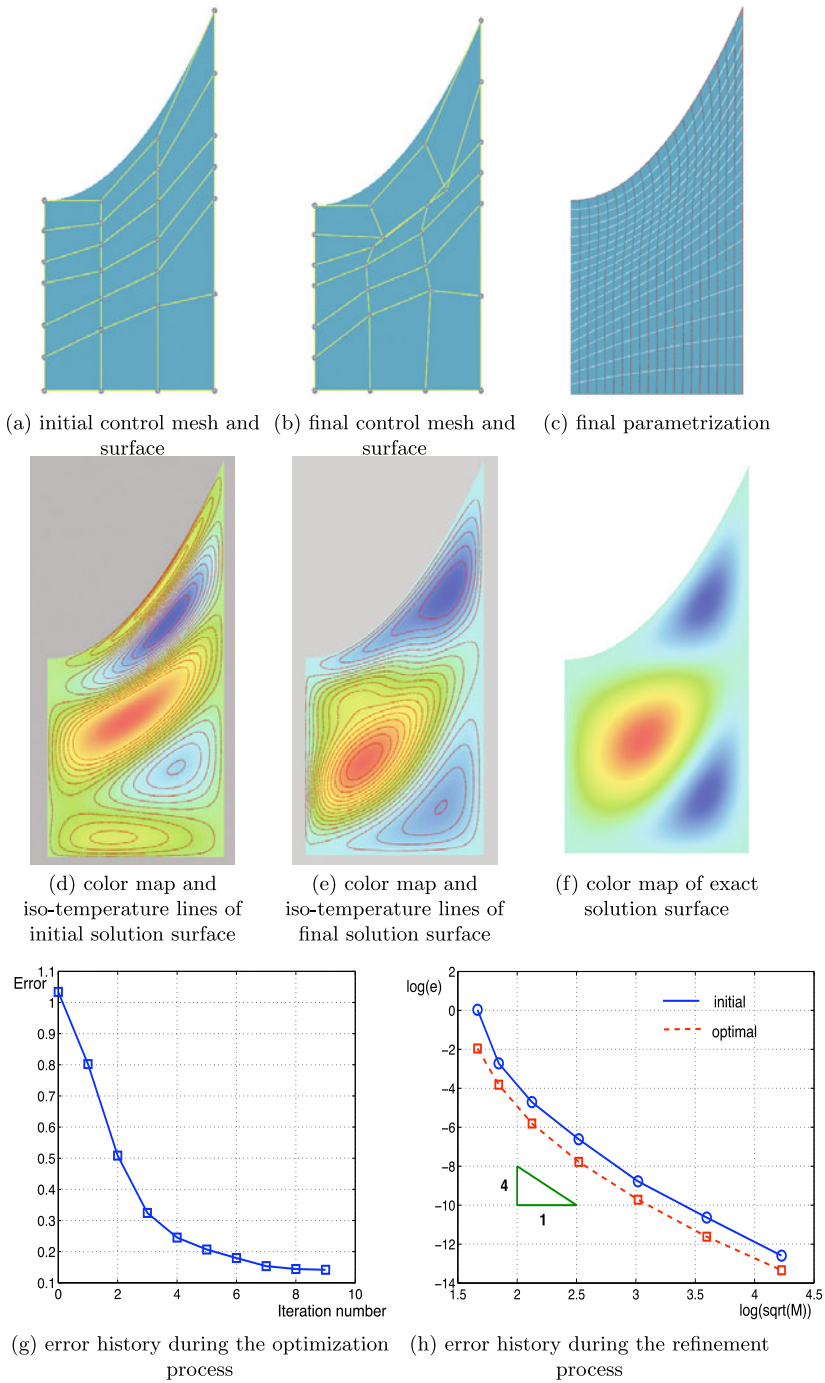 (a) initial control mesh and
surface
(b) final control mesh and
surface
(c) final parametrization
(d) color map and
iso-temperature lines of
initial solution surface
(e) color map and
iso-temperature lines of
final solution surface
(f) color map of exact
solution surface
1.1
Error
1
0.9
0.8
0.7
0.6
0.5
0.4
0.3
0.2
0.1
0 2 4 6 8 10
Iteration number
(g) error history during the optimization
process
log(e)
2
0
−2
−4
−6
−8
−10
−12
−14
initial
optimal
4
1
1.5 2 2.5 3 3.5 4 4.5
log(sqrt(M))
(h) error history during the refinement
process